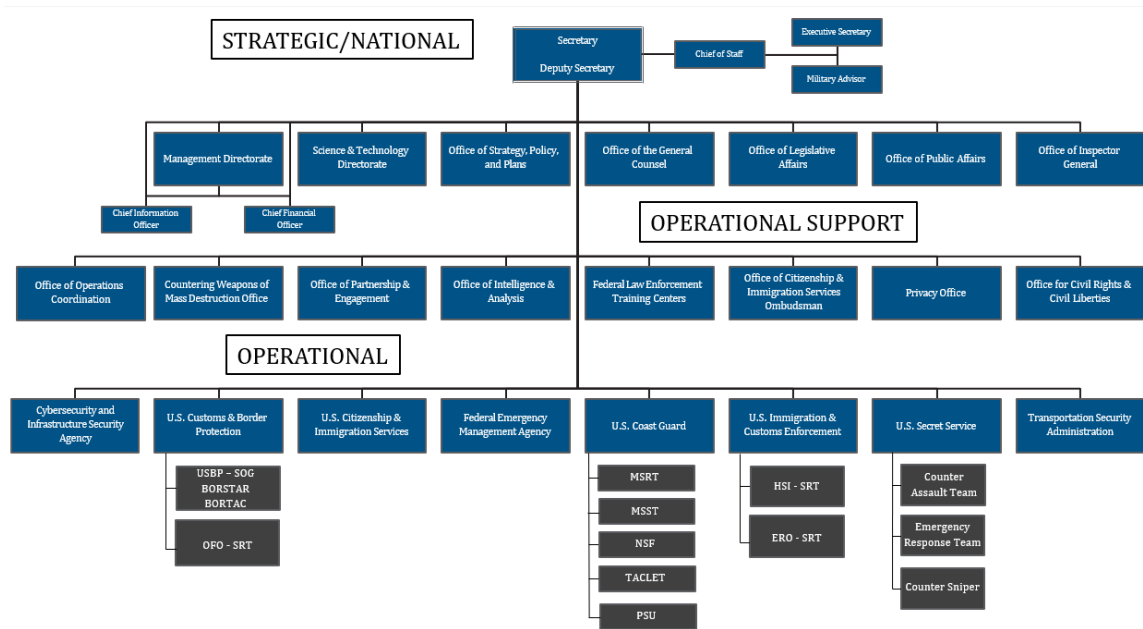 STRATEGIC/NATIONAL
Secretary
Deputy Secretary
Chief of Staff
Executive Secretary
Military Advisor
Management Directorate
Science & Technology
Directorate
Office of Strategy, Policy,
and Plans
Office of the General
Counsel
Office of Legislative
Affairs
Office of Public Affairs
Office of Inspector
General
Chief Information
Officer
Chief Financial
Officer
OPERATIONAL SUPPORT
Office of Operations
Coordination
Countering Weapons of
Mass Destruction Office
Office of Partnership &
Engagement
Office of Intelligence &
Analysis
Federal Law Enforcement
Training Centers
Office of Citizenship &
Immigration Services
Ombudsman
Privacy Office
Office for Civil Rights &
Civil Liberties
OPERATIONAL
Cybersecurity and
Infrastructure Security
Agency
U.S. Customs & Border
Protection
U.S. Citizenship &
Immigration Services
Federal Emergency
Management Agency
U.S. Coast Guard
U.S. Immigration &
Customs Enforcement
U.S. Secret Service
Transportation Security
Administration
USBP – SOG
BORSTAR
BORTAC
OFO - SRT
MSRT
MSST
NSF
TACLET
PSU
HSI - SRT
ERO - SRT
Counter
Assault Team
Emergency
Response Team
Counter Sniper